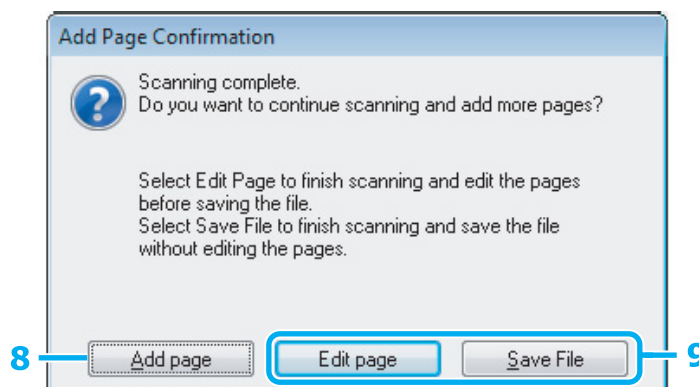 Add Page Confirmation
Scanning complete.
Do you want to continue scanning and add more pages?
Select Edit Page to finish scanning and edit the pages
before saving the file.
Select Save File to finish scanning and save the file
without editing the pages.
8 Add page Edit page Save File 9